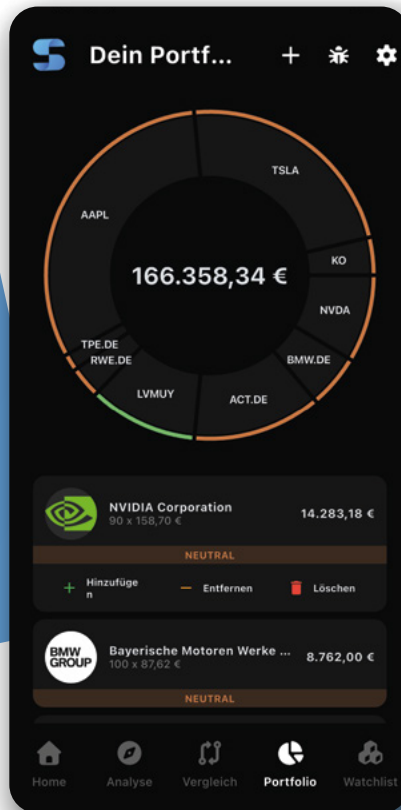 Dein Portf...
TSLA
AAPL
KO
166.358,34 €
NVDA
TPE.DE
RWE.DE
BMW.DE
LVMUY
ACT.DE
NVIDIA Corporation
90 x 158,70 €
14.283,18 €
NEUTRAL
Hinzufüge
n
Entfernen
Löschen
BMW
GROUP
Bayerische Motoren Werke ...
100 x 87,62 €
8.762,00 €
NEUTRAL
Home
Analyse
Vergleich
Portfolio
Watchlist